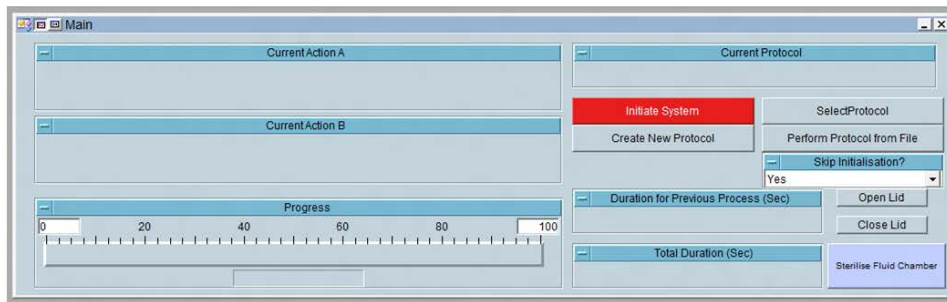 Main
Current Action A
Current Protocol
Initiate System
SelectProtocol
Current Action B
Create New Protocol
Perform Protocol from File
Skip Initialisation?
Yes
Progress
0 20 40 60 80 100
Duration for Previous Process (Sec)
Open Lid
Close Lid
Total Duration (Sec)
Sterilise Fluid Chamber